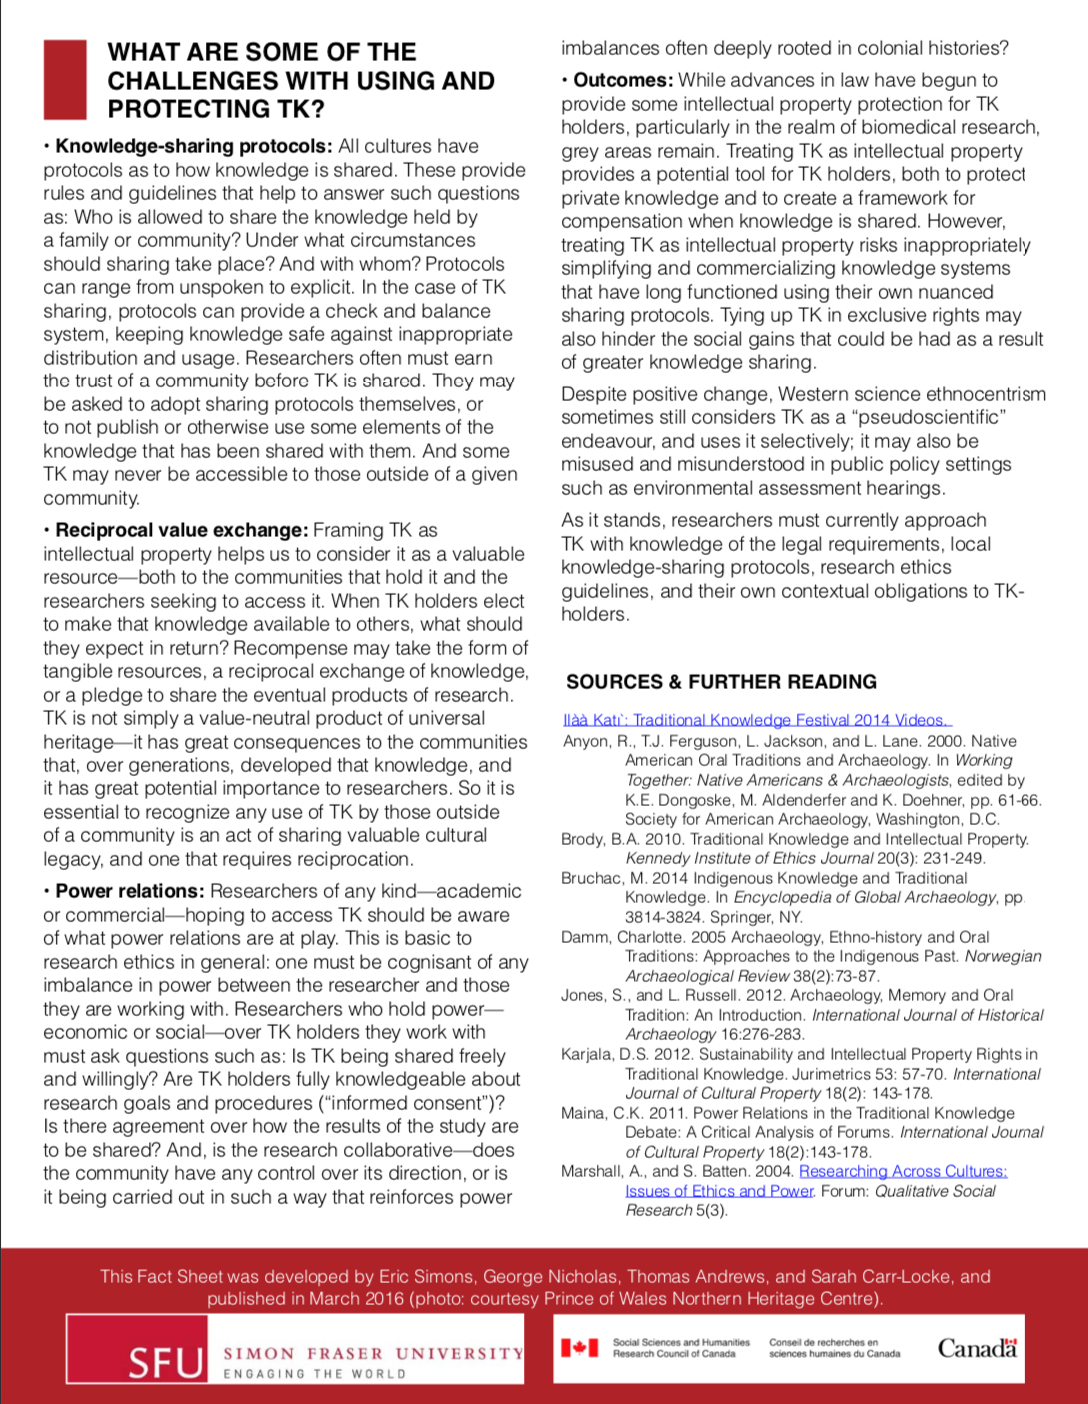 WHAT ARE SOME OF THE
CHALLENGES WITH USING AND
PROTECTING TK?
• Knowledge-sharing protocols: All cultures have
protocols as to how knowledge is shared. These provide
rules and guidelines that help to answer such questions
as: Who is allowed to share the knowledge held by
a family or community? Under what circumstances
should sharing take place? And with whom? Protocols
can range from unspoken to explicit. In the case of TK
sharing, protocols can provide a check and balance
system, keeping knowledge safe against inappropriate
distribution and usage. Researchers often must earn
the trust of a community before TK is shared. They may
be asked to adopt sharing protocols themselves, or
to not publish or otherwise use some elements of the
knowledge that has been shared with them. And some
TK may never be accessible to those outside of a given
community.
• Reciprocal value exchange: Framing TK as
intellectual property helps us to consider it as a valuable
resource—both to the communities that hold it and the
researchers seeking to access it. When TK holders elect
to make that knowledge available to others, what should
they expect in return? Recompense may take the form of
tangible resources, a reciprocal exchange of knowledge,
or a pledge to share the eventual products of research.
TK is not simply a value-neutral product of universal
heritage—it has great consequences to the communities
that, over generations, developed that knowledge, and
it has great potential importance to researchers. So it is
essential to recognize any use of TK by those outside
of a community is an act of sharing valuable cultural
legacy, and one that requires reciprocation.
• Power relations: Researchers of any kind—academic
or commercial—hoping to access TK should be aware
of what power relations are at play. This is basic to
research ethics in general: one must be cognisant of any
imbalance in power between the researcher and those
they are working with. Researchers who hold power—
economic or social—over TK holders they work with
must ask questions such as: Is TK being shared freely
and willingly? Are TK holders fully knowledgeable about
research goals and procedures (“informed consent”)?
Is there agreement over how the results of the study are
to be shared? And, is the research collaborative—does
the community have any control over its direction, or is
it being carried out in such a way that reinforces power
imbalances often deeply rooted in colonial histories?
• Outcomes: While advances in law have begun to
provide some intellectual property protection for TK
holders, particularly in the realm of biomedical research,
grey areas remain. Treating TK as intellectual property
provides a potential tool for TK holders, both to protect
private knowledge and to create a framework for
compensation when knowledge is shared. However,
treating TK as intellectual property risks inappropriately
simplifying and commercializing knowledge systems
that have long functioned using their own nuanced
sharing protocols. Tying up TK in exclusive rights may
also hinder the social gains that could be had as a result
of greater knowledge sharing.
Despite positive change, Western science ethnocentrism
sometimes still considers TK as a “pseudoscientific”
endeavour, and uses it selectively; it may also be
misused and misunderstood in public policy settings
such as environmental assessment hearings.
As it stands, researchers must currently approach
TK with knowledge of the legal requirements, local
knowledge-sharing protocols, research ethics
guidelines, and their own contextual obligations to TK-
holders.
SOURCES & FURTHER READING
Ilàà Katı`: Traditional Knowledge Festival 2014 Videos.
Anyon, R., T.J. Ferguson, L. Jackson, and L. Lane. 2000. Native
American Oral Traditions and Archaeology. In Working
Together: Native Americans & Archaeologists, edited by
K.E. Dongoske, M. Aldenderfer and K. Doehner, pp. 61-66.
Society for American Archaeology, Washington, D.C.
Brody, B.A. 2010. Traditional Knowledge and Intellectual Property.
Kennedy Institute of Ethics Journal 20(3): 231-249.
Bruchac, M. 2014 Indigenous Knowledge and Traditional
Knowledge. In Encyclopedia of Global Archaeology, pp.
3814-3824. Springer, NY.
Damm, Charlotte. 2005 Archaeology, Ethno-history and Oral
Traditions: Approaches to the Indigenous Past. Norwegian
Archaeological Review 38(2):73-87.
Jones, S., and L. Russell. 2012. Archaeology, Memory and Oral
Tradition: An Introduction. International Journal of Historical
Archaeology 16:276-283.
Karjala, D.S. 2012. Sustainability and Intellectual Property Rights in
Traditional Knowledge. Jurimetrics 53: 57-70. International
Journal of Cultural Property 18(2): 143-178.
Maina, C.K. 2011. Power Relations in the Traditional Knowledge
Debate: A Critical Analysis of Forums. International Journal
of Cultural Property 18(2):143-178.
Marshall, A., and S. Batten. 2004. Researching Across Cultures:
Issues of Ethics and Power. Forum: Qualitative Social
Research 5(3).
This Fact Sheet was developed by Eric Simons, George Nicholas, Thomas Andrews, and Sarah Carr-Locke, and
published in March 2016 (photo: courtesy Prince of Wales Northern Heritage Centre).
SFU
SIMON FRASER UNIVERSITY
ENGAGING THE WORLD
Social Sciences and Humanities
Research Council of Canada
Conseil de recherches en
sciences humaines du Canada
Canada